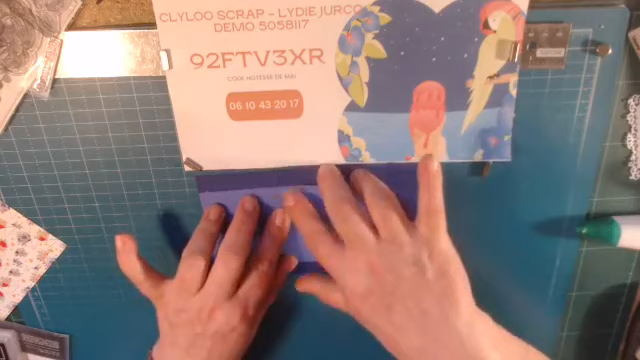 CLYLOO SCRAP - LYDIE JURCO
DEMO 5058117
92FTV3XR
CODE HOTESSE DE MAI
06 10 43 20 17